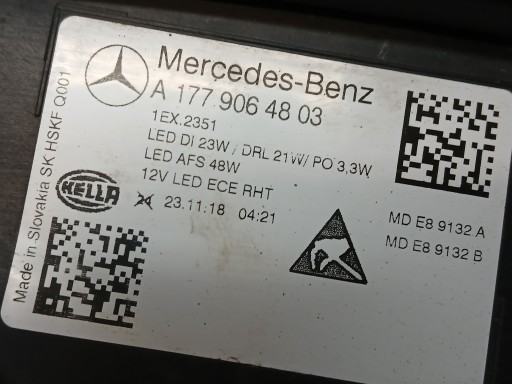 Mercedes-Benz
A 177 906 48 03
1EX.2351
LED DI 23W / DRL 21W / PO 3,3W
LED AFS 48W
12V LED ECE RHT
23.11.18 04:21
HELLA
MD E8 9132 A
MD E8 9132 B
Made in Slovakia SK HSKF Q001